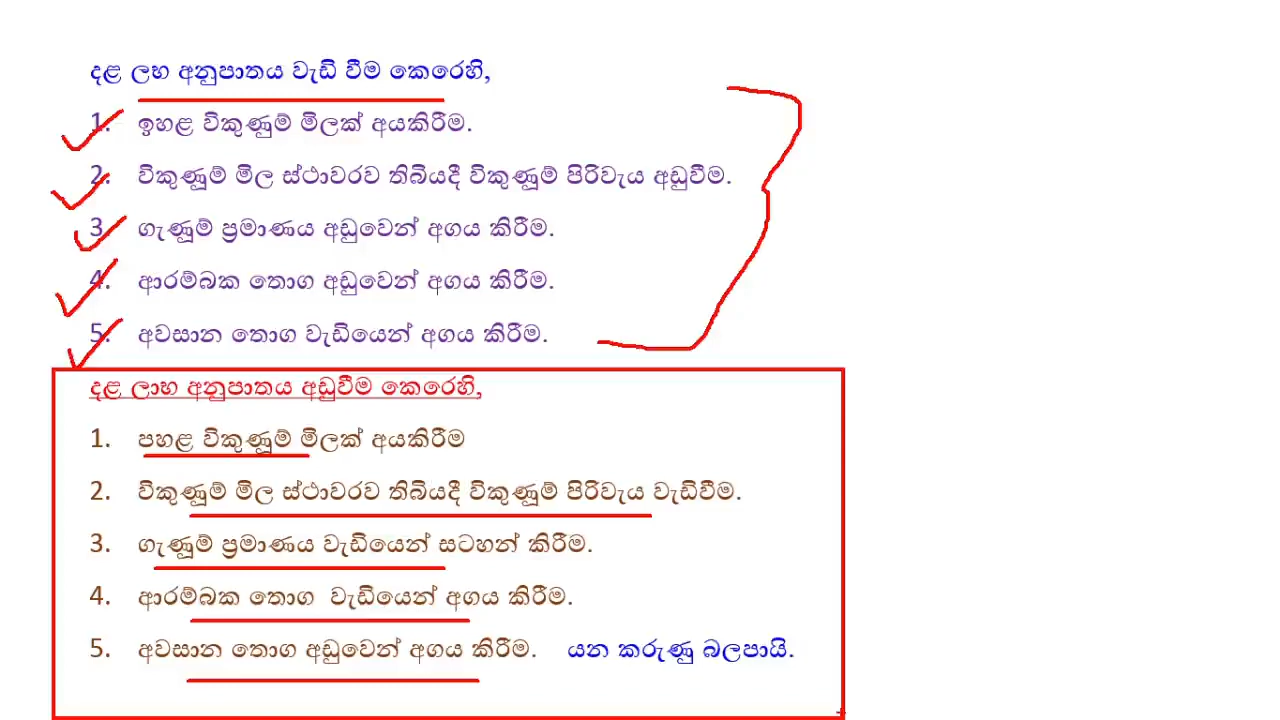 දළ ලභ අනුපාතය වැඩි වීම කෙරෙහි,
1. ඉහළ විකුණුම් මිලක් අයකිරීම.
2. විකුණූම් මිල ස්ථාවරව තිබියදී විකුණූම් පිරිවැය අඩුවීම.
3. ගැණූම් ප්‍රමාණය අඩුවෙන් අගය කිරීම.
4. ආරම්බක තොග අඩුවෙන් අගය කිරීම.
5. අවසාන තොග වැඩියෙන් අගය කිරීම.
දළ ලාභ අනුපාතය අඩුවීම කෙරෙහි,
1. පහළ විකුණූම් මිලක් අයකිරීම
2. විකුණූම් මිල ස්ථාවරව තිබියදී විකුණූම් පිරිවැය වැඩිවීම.
3. ගැණූම් ප්‍රමාණය වැඩියෙන් සටහන් කිරීම.
4. ආරම්බක තොග වැඩියෙන් අගය කිරීම.
5. අවසාන තොග අඩුවෙන් අගය කිරීම. යන කරුණු බලපායි.